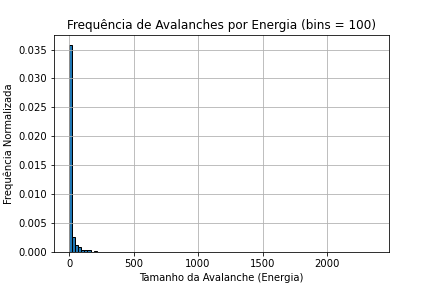 Frequência de Avalanches por Energia (bins = 100)
Frequência Normalizada
0.035
0.030
0.025
0.020
0.015
0.010
0.005
0.000
0 500 1000 1500 2000
Tamanho da Avalanche (Energia)